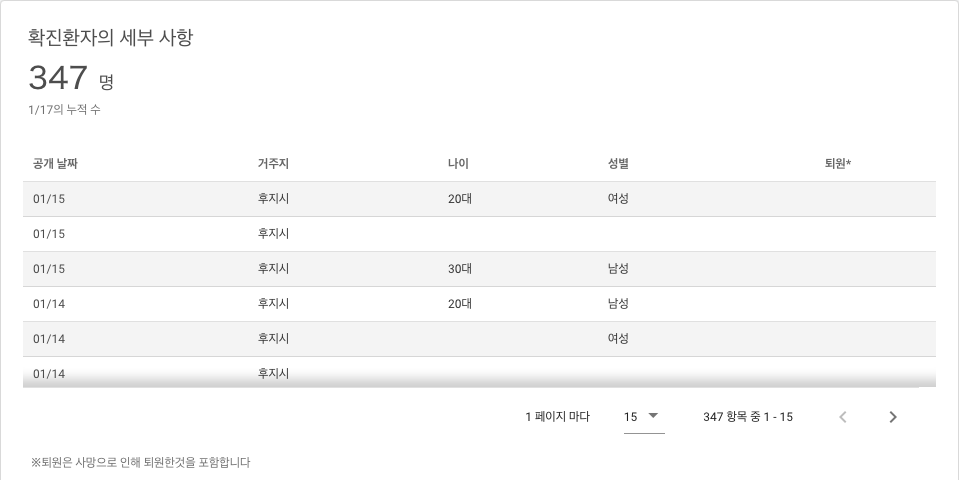 확진환자의 세부 사항
347 명
1/17의 누적 수
공개 날짜 거주지 나이 성별 퇴원*
01/15 후지시 20대 여성
01/15 후지시
01/15 후지시 30대 남성
01/14 후지시 20대 남성
01/14 후지시 여성
01/14 후지시
1 페이지 마다 15 347 항목 중 1 - 15
※퇴원은 사망으로 인해 퇴원한것을 포함합니다